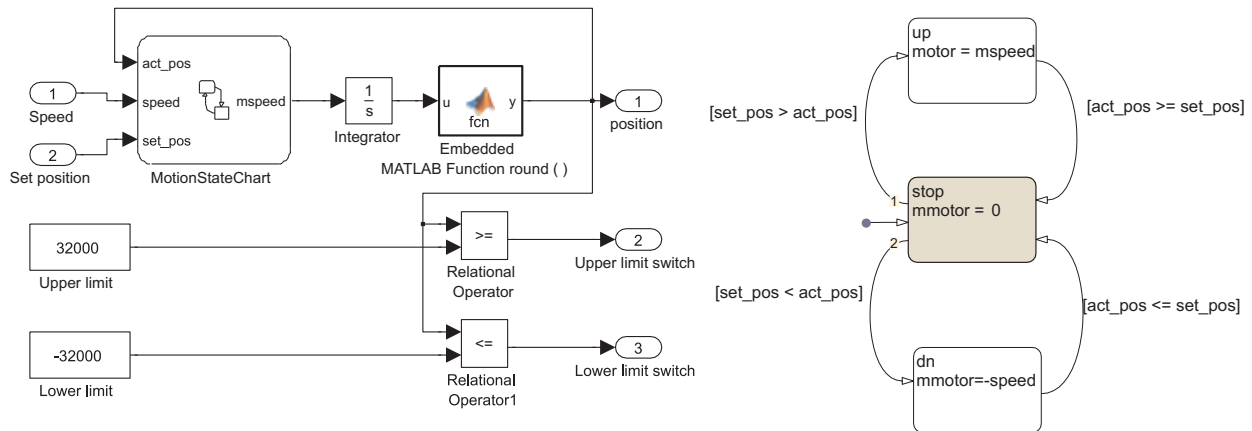 act_pos
1
speed
mspeed
Speed
2
set_pos
Set position
MotionStateChart
1
s
Integrator
u
y
fcn
Embedded
MATLAB Function round ( )
1
position
32000
Upper limit
>=
Relational
Operator
2
Upper limit switch
-32000
Lower limit
<=
Relational
Operator1
3
Lower limit switch
up
motor = mspeed
[set_pos > act_pos]
[act_pos >= set_pos]
stop
mmotor = 0
1
2
[set_pos < act_pos]
[act_pos <= set_pos]
dn
mmotor=-speed